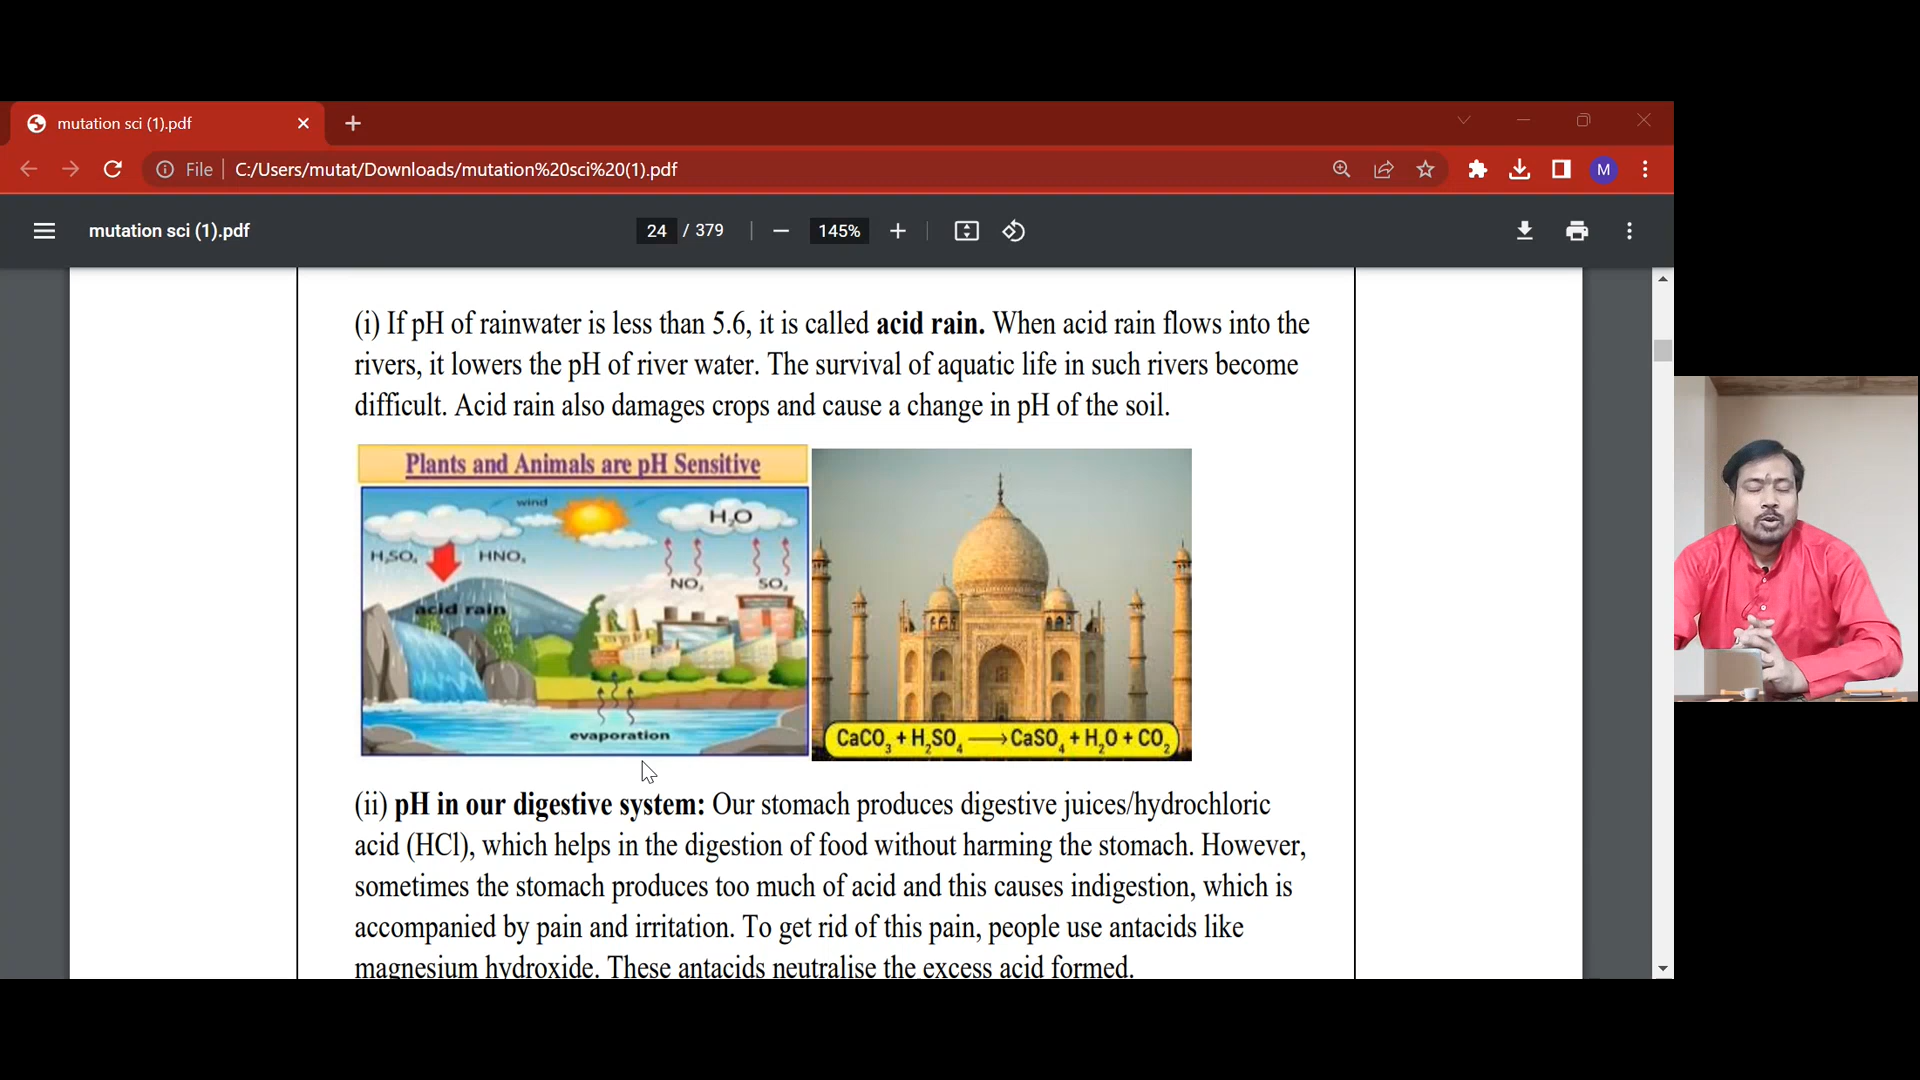 mutation sci (1).pdf
File
C:/Users/mutat/Downloads/mutation%20sci%20(1).pdf
M
mutation sci (1).pdf
24 / 379
145%
(i) If pH of rainwater is less than 5.6, it is called acid rain. When acid rain flows into the
rivers, it lowers the pH of river water. The survival of aquatic life in such rivers become
difficult. Acid rain also damages crops and cause a change in pH of the soil.
Plants and Animals are pH Sensitive
wind
H₂O
H₂SO₄
HNO₃
NO₂
SO₂
acid rain
evaporation
CaCO₃ + H₂SO₄ ⟶ CaSO₄ + H₂O + CO₂
(ii) pH in our digestive system: Our stomach produces digestive juices/hydrochloric
acid (HCl), which helps in the digestion of food without harming the stomach. However,
sometimes the stomach produces too much of acid and this causes indigestion, which is
accompanied by pain and irritation. To get rid of this pain, people use antacids like
magnesium hydroxide. These antacids neutralise the excess acid formed.